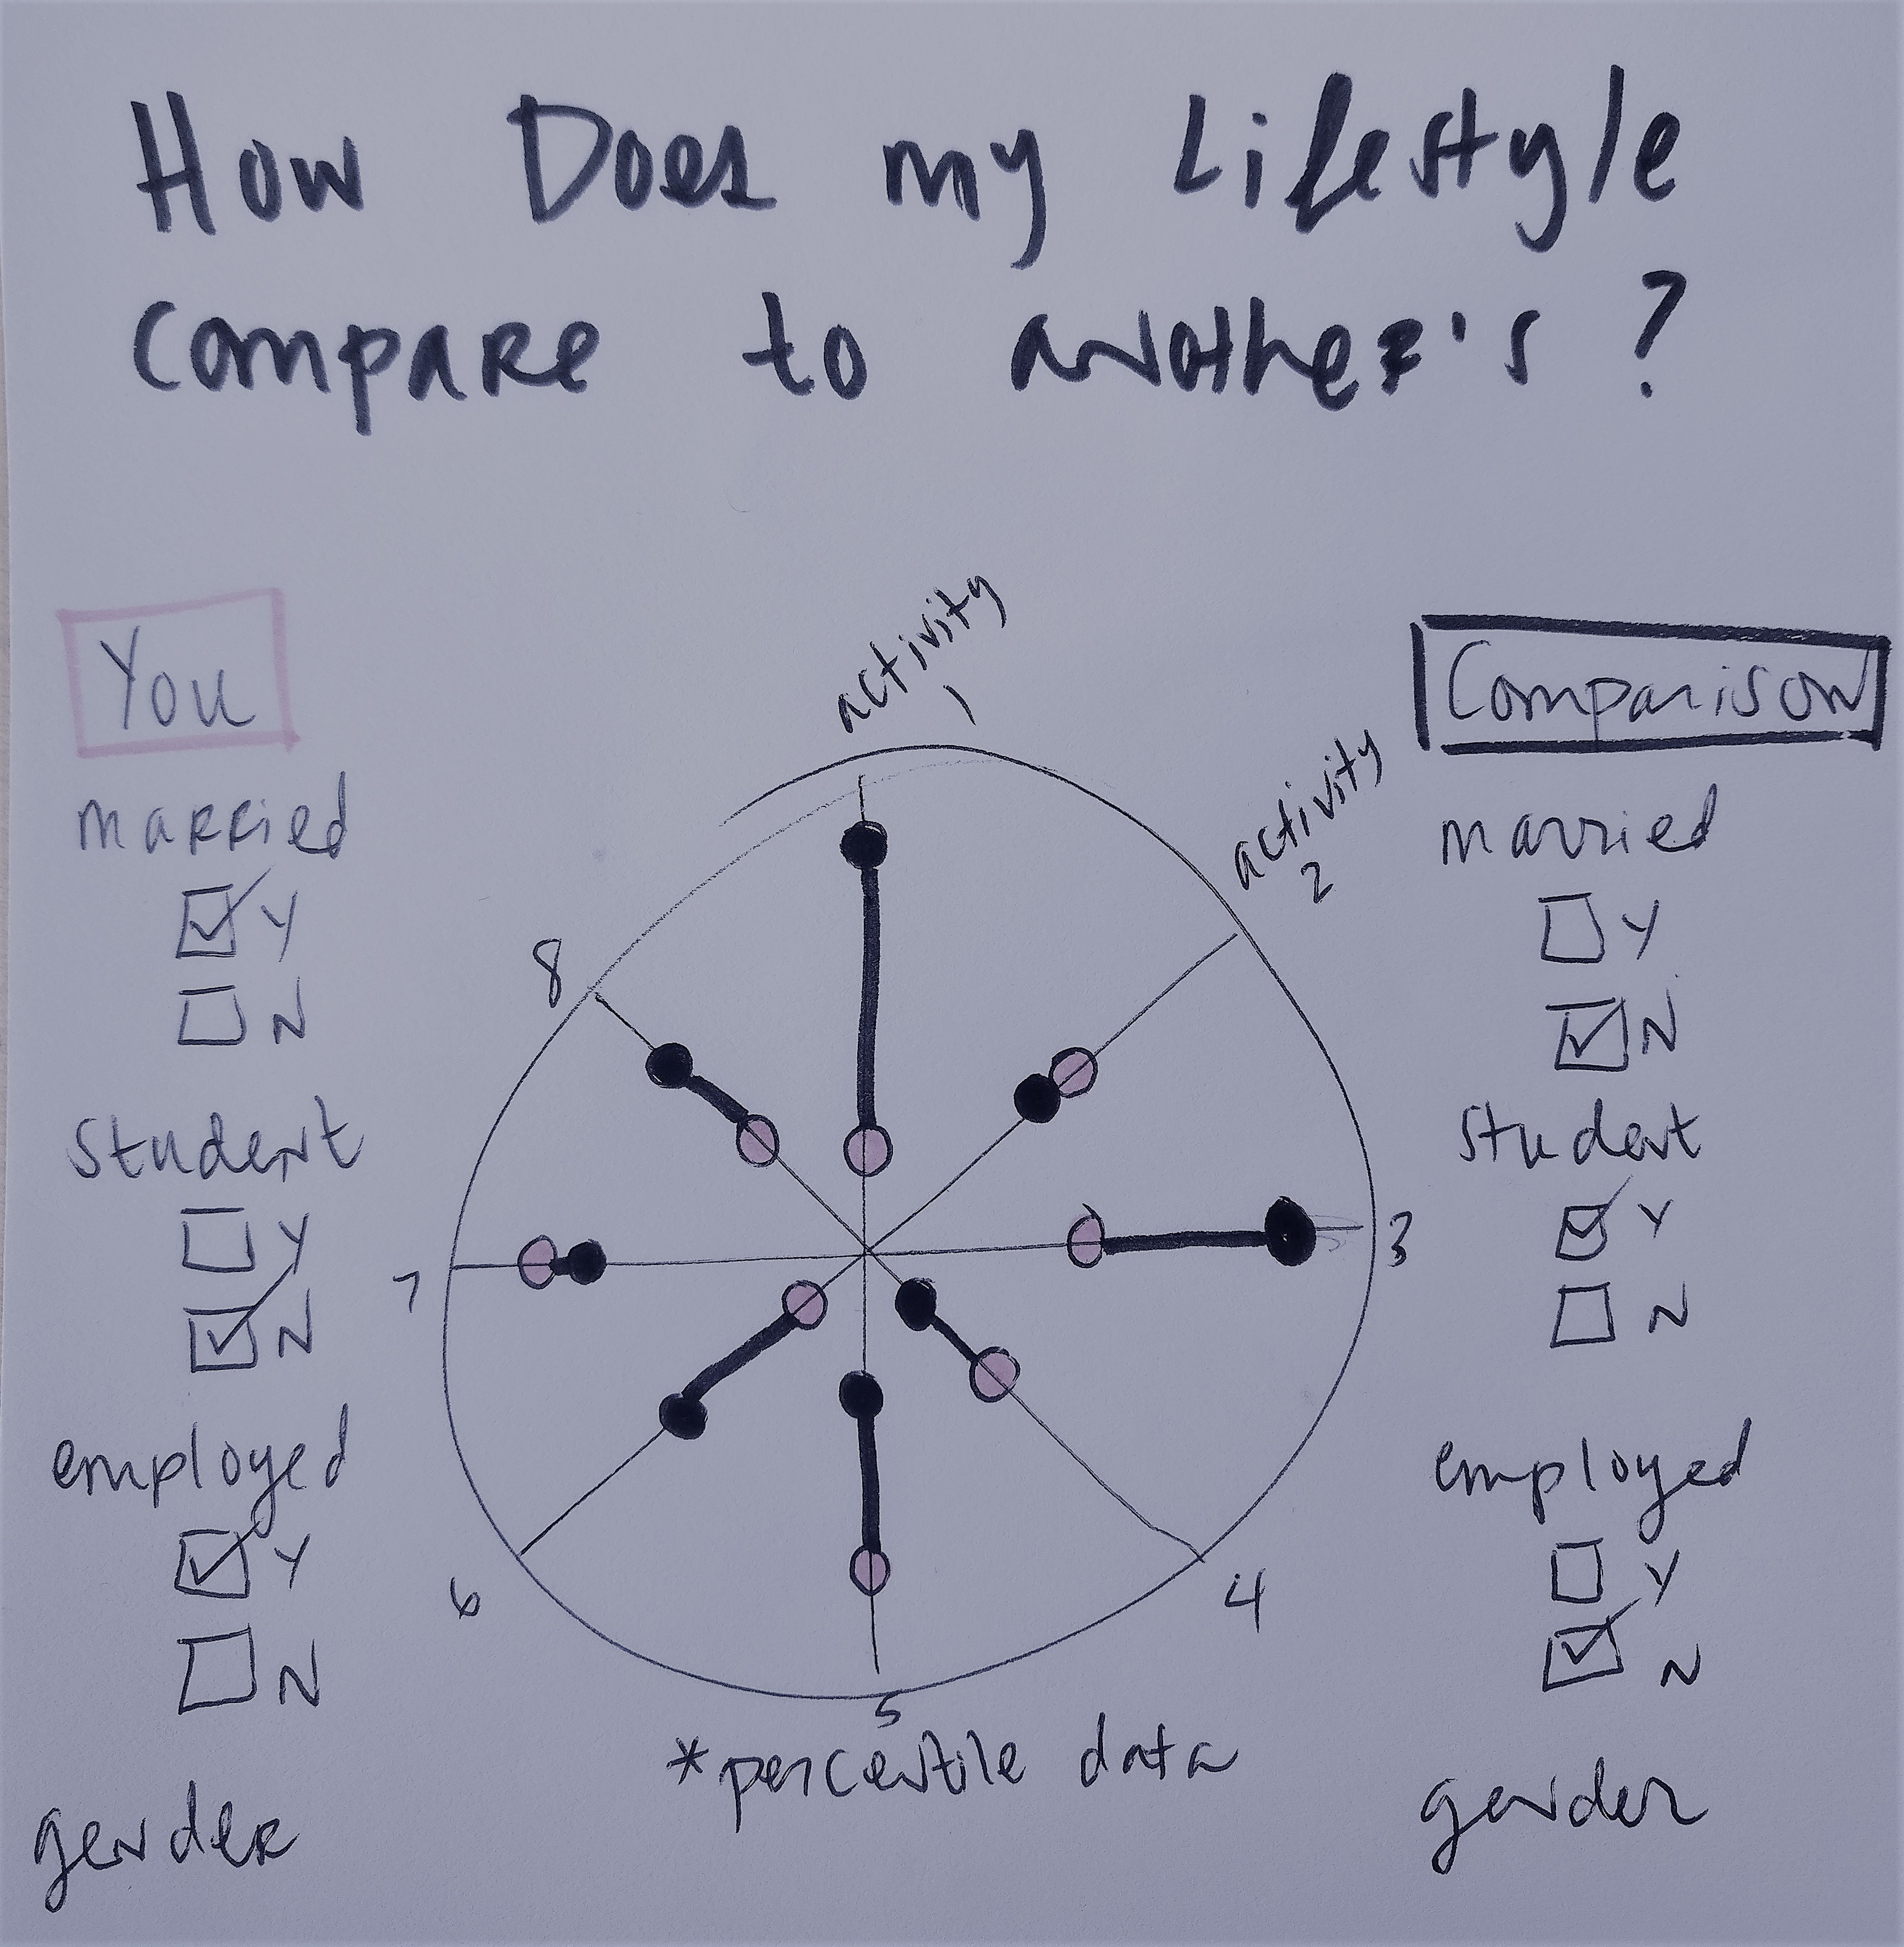 How Does my Lifestyle
Compare to another's?
You
married
Y
N
Student
Y
N
employed
Y
N
gender
activity
1
activity
2
3
4
5
6
7
8
*percentile data
Comparison
married
Y
N
student
Y
N
employed
Y
N
gender